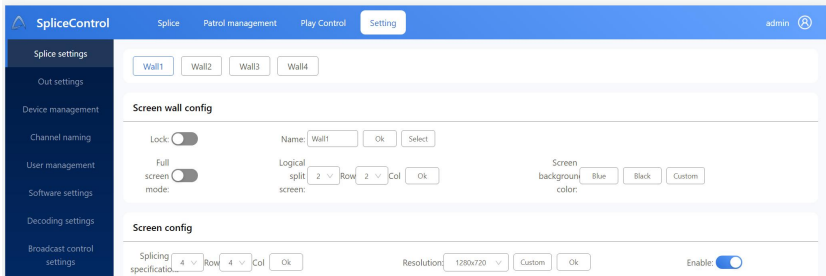 SpliceControl Splice Patrol management Play Control Setting admin
Splice settings
Wall1 Wall2 Wall3 Wall4
Out settings
Device management
Screen wall config
Channel naming
Lock: Name: Wall1 Ok Select
User management
Full
screen
mode:
Logical
split
screen:
2 Row 2 Col Ok
Screen
backgroun
color:
Blue Black Custom
Software settings
Decoding settings
Screen config
Broadcast control
settings
Splicing
specificatio...
4 Row 4 Col Ok
Resolution: 1280x720 Custom Ok
Enable: